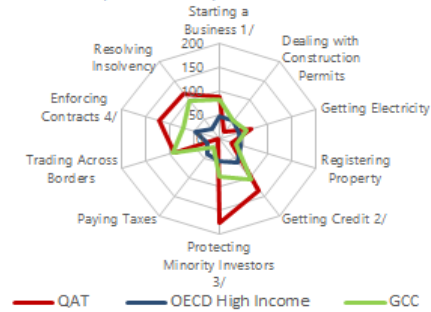 Starting a
Business 1/
Dealing with
Construction
Permits
Getting Electricity
Registering
Property
Getting Credit 2/
Protecting
Minority Investors
3/
Paying Taxes
Trading Across
Borders
Enforcing
Contracts 4/
Resolving
Insolvency
200
150
100
50
QAT
OECD High Income
GCC